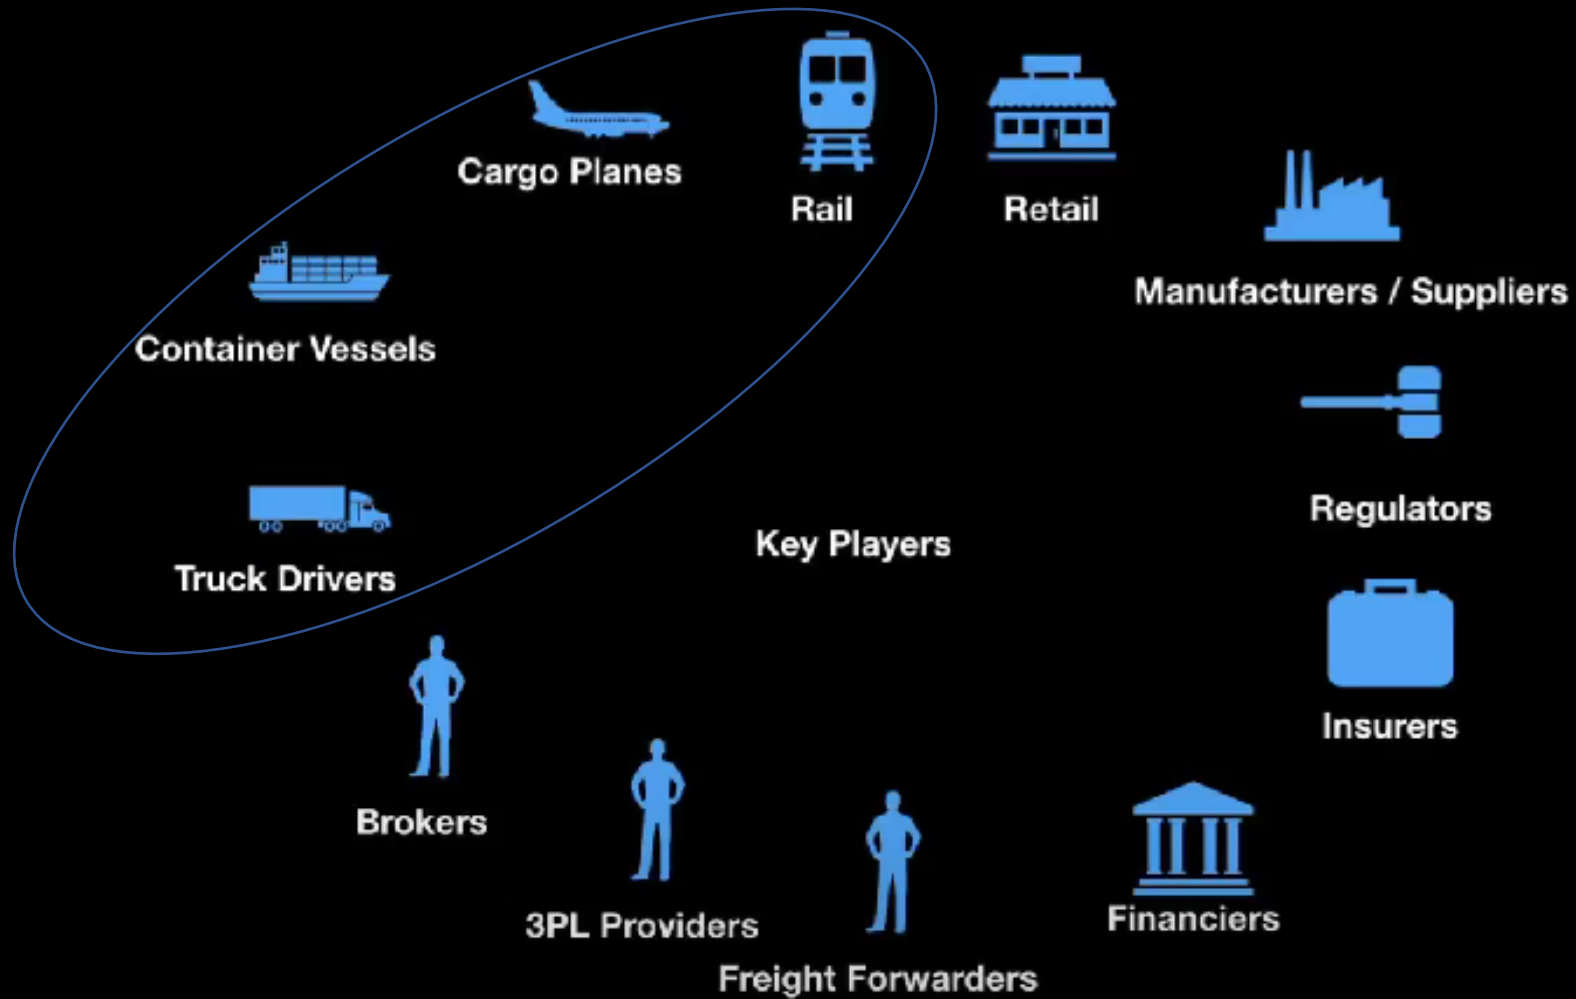 Cargo Planes
Rail
Retail
Manufacturers / Suppliers
Container Vessels
Regulators
Key Players
Truck Drivers
Insurers
Brokers
3PL Providers
Financiers
Freight Forwarders